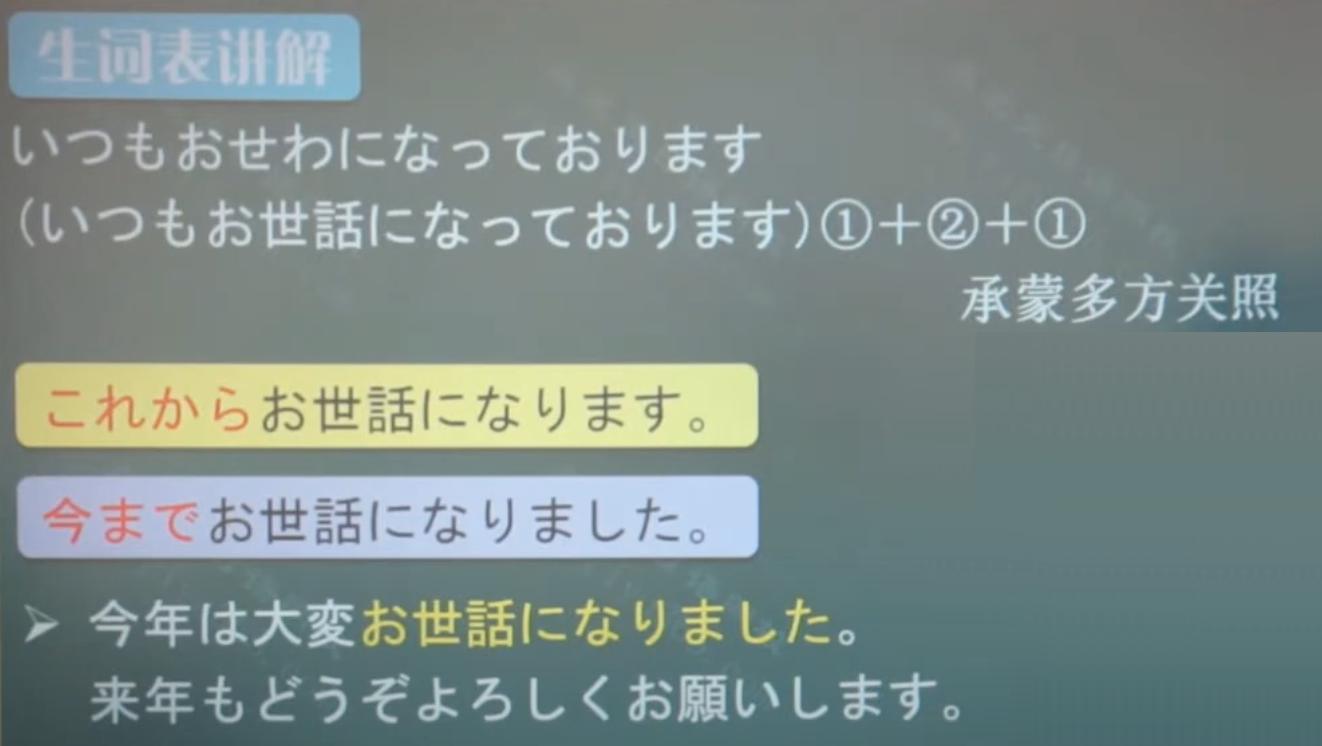 生词表讲解
いつもおせわになっております
(いつもお世話になっております)①+②+①
承蒙多方关照
これからお世話になります。
今までお世話になりました。
➢ 今年は大変お世話になりました。
来年もどうぞよろしくお願いします。